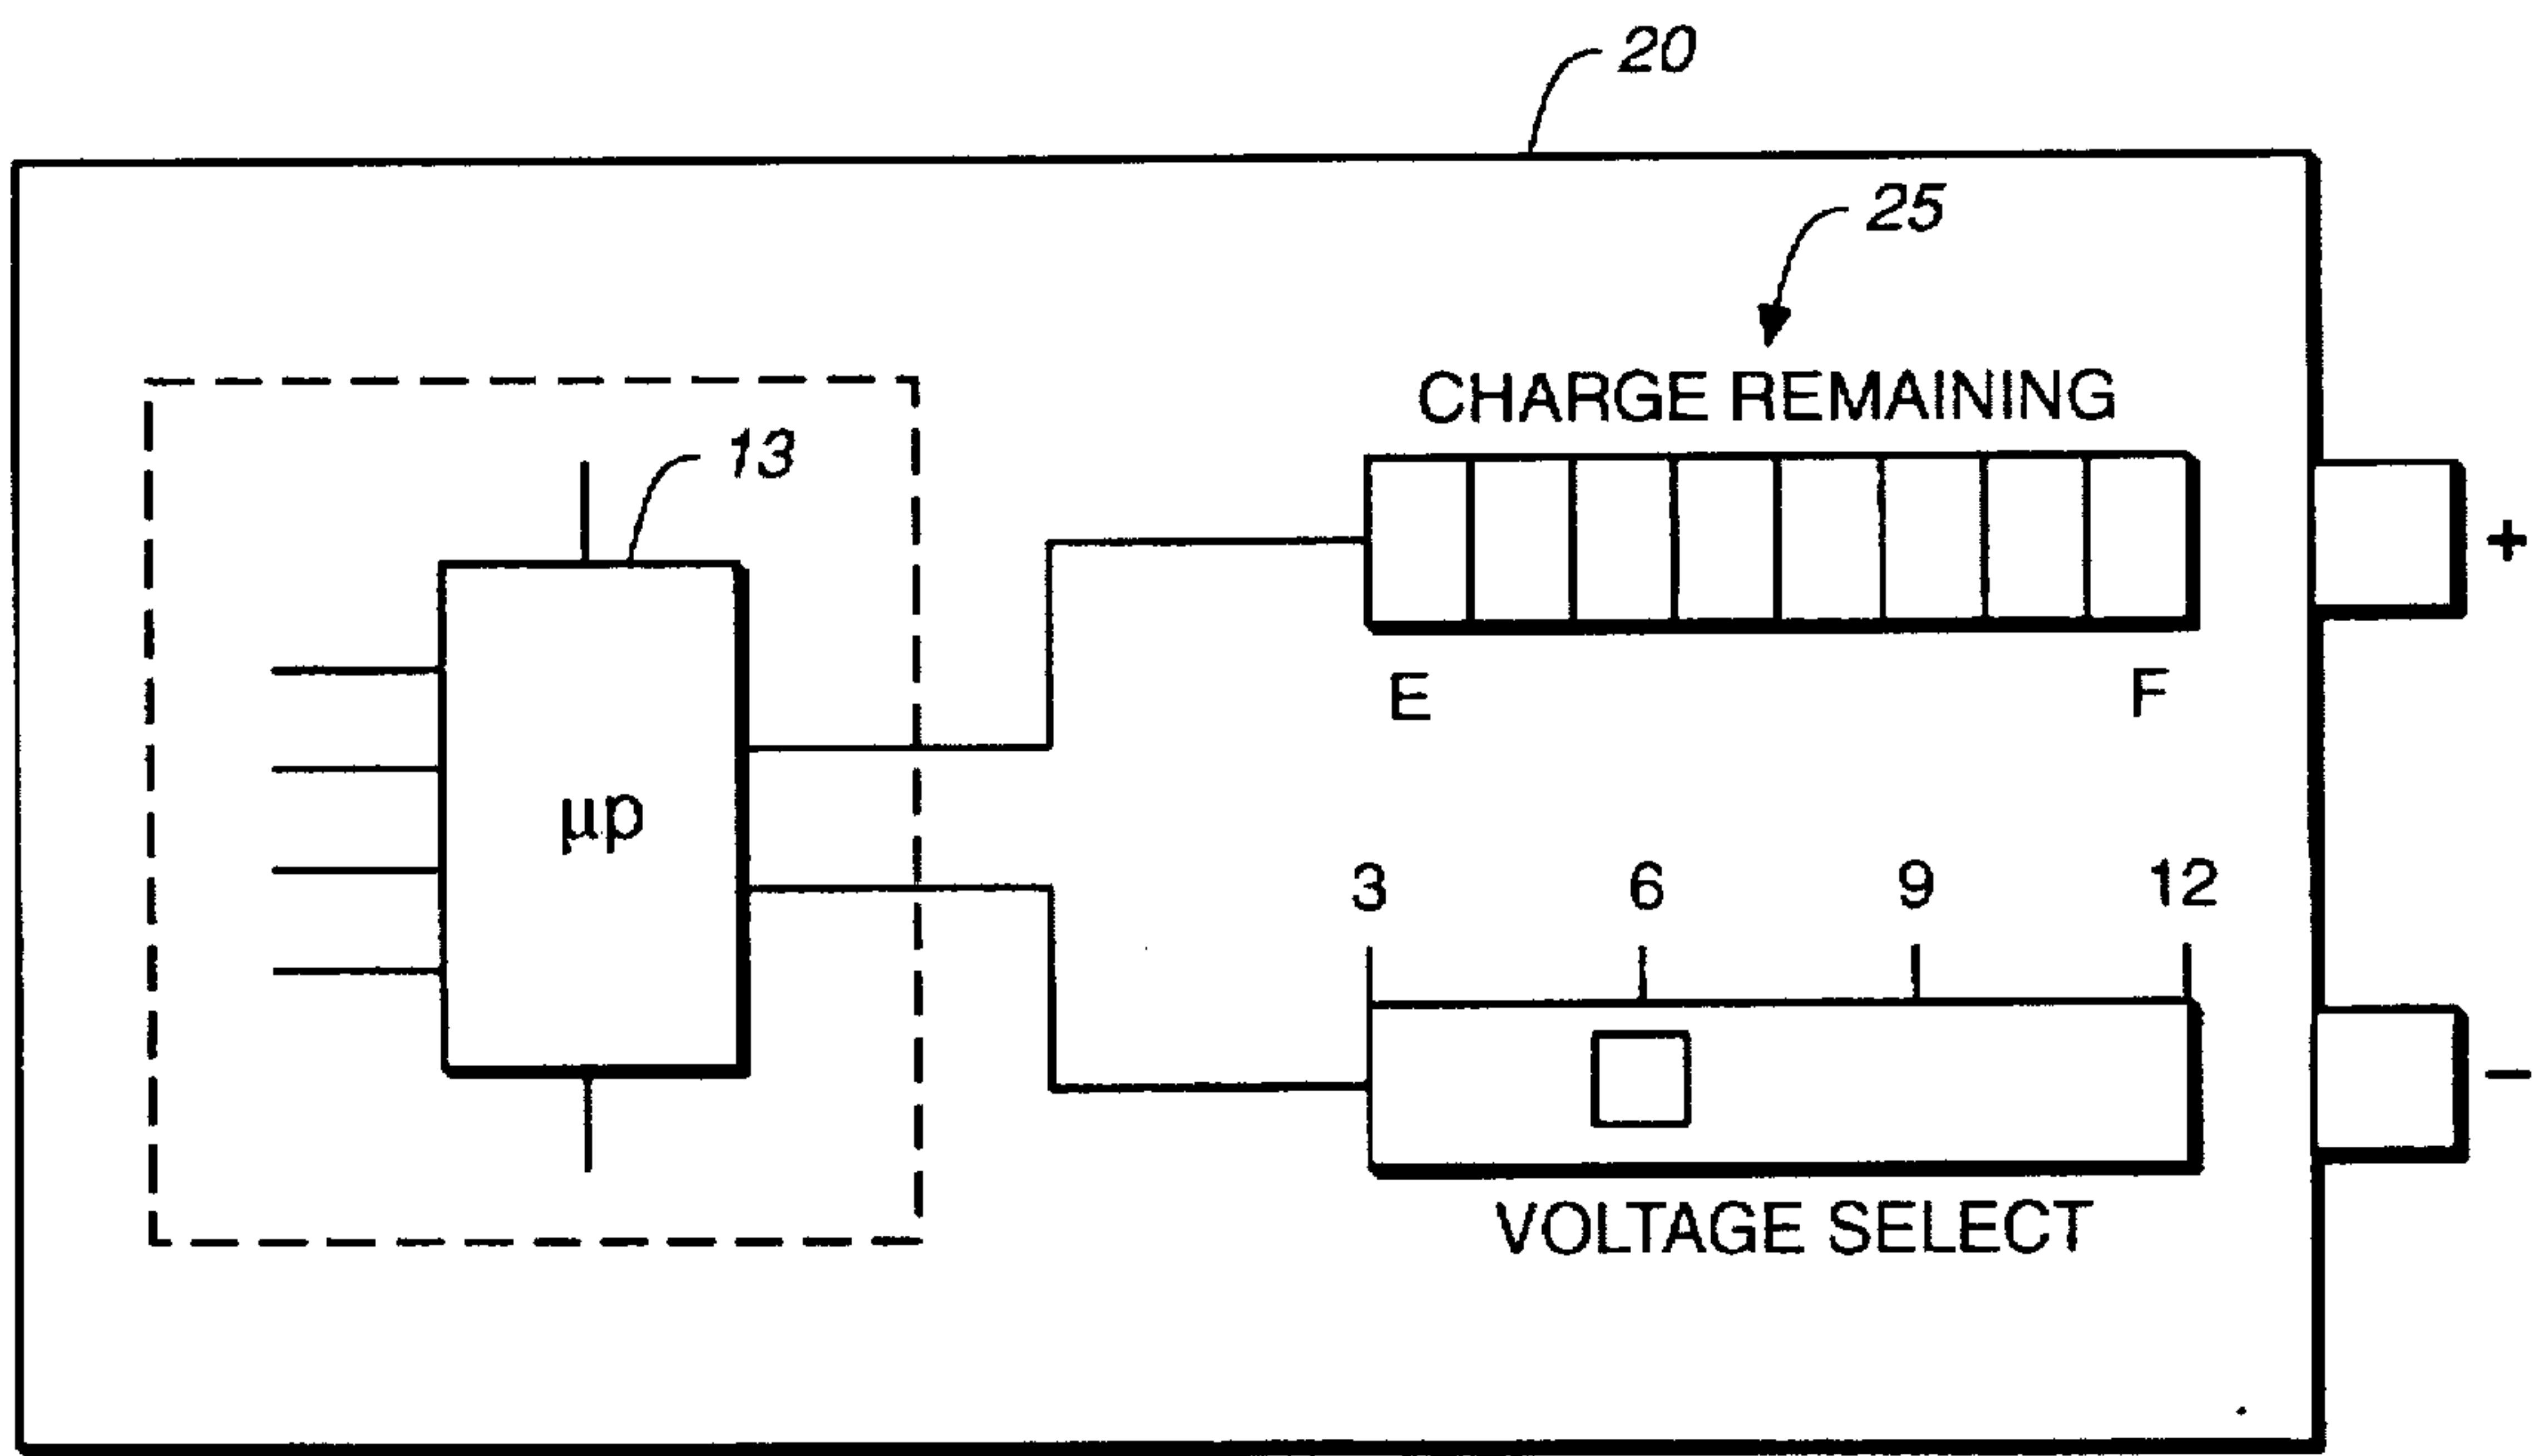 20
25
CHARGE REMAINING
13
+
E F
µp
3 6 9 12
−
VOLTAGE SELECT